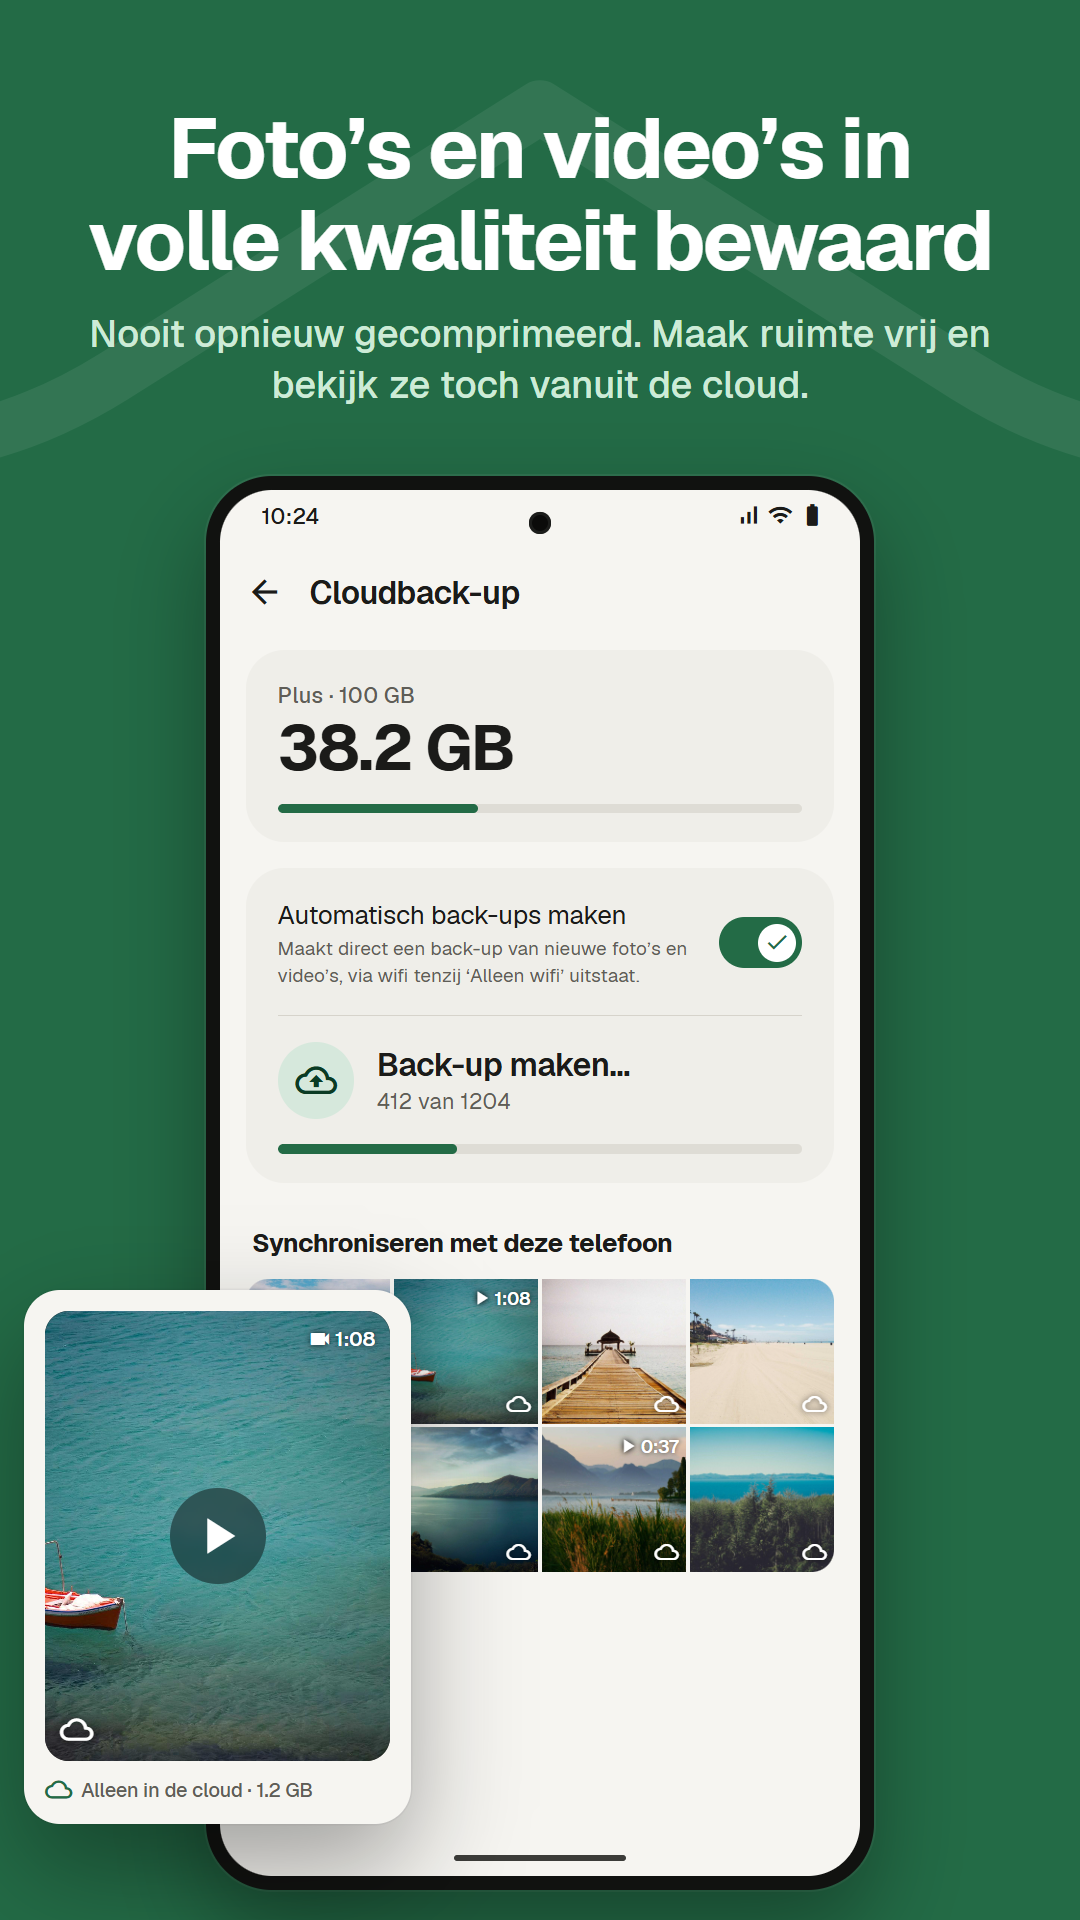 Foto’s en video’s in
volle kwaliteit bewaard
Nooit opnieuw gecomprimeerd. Maak ruimte vrij en
bekijk ze toch vanuit de cloud.
10:24
Cloudback-up
Plus · 100 GB
38.2 GB
Automatisch back-ups maken
Maakt direct een back-up van nieuwe foto’s en
video’s, via wifi tenzij ‘Alleen wifi’ uitstaat.
Back-up maken...
412 van 1204
Synchroniseren met deze telefoon
1:08
0:37
1:08
Alleen in de cloud · 1.2 GB